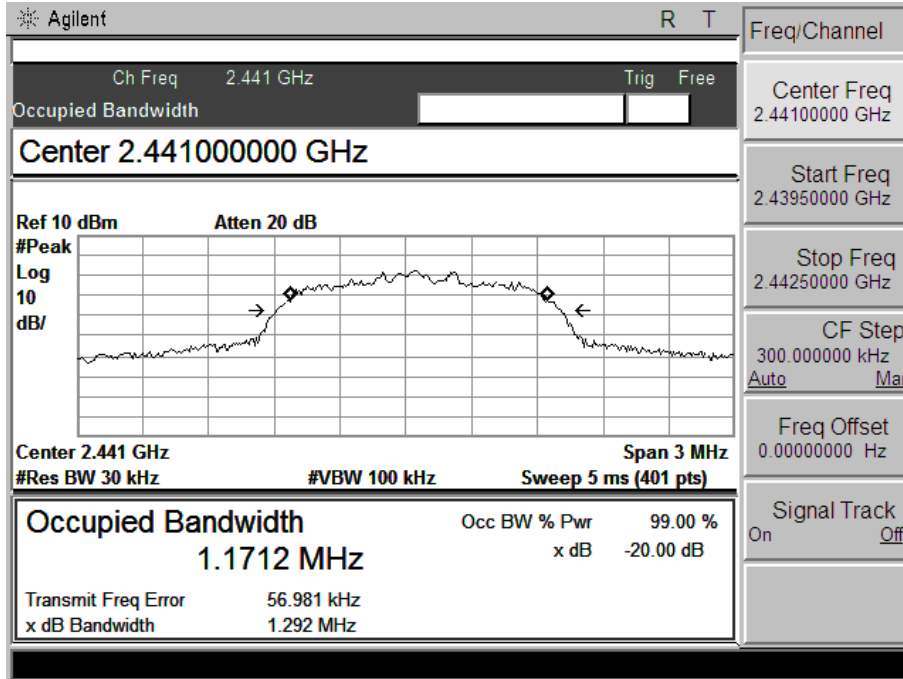 Agilent R T
Ch Freq 2.441 GHz Trig Free
Occupied Bandwidth
Center 2.441000000 GHz
Ref 10 dBm Atten 20 dB
#Peak
Log
10
dB/
Center 2.441 GHz Span 3 MHz
#Res BW 30 kHz #VBW 100 kHz Sweep 5 ms (401 pts)
Occupied Bandwidth Occ BW % Pwr 99.00 %
1.1712 MHz x dB -20.00 dB
Transmit Freq Error 56.981 kHz
x dB Bandwidth 1.292 MHz
Freq/Channel
Center Freq
2.44100000 GHz
Start Freq
2.43950000 GHz
Stop Freq
2.44250000 GHz
CF Step
300.000000 kHz
Auto Mar
Freq Offset
0.00000000 Hz
Signal Track
On Off